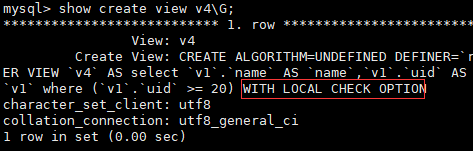 mysql> show create view v4\G;
*************************** 1. row **************************
View: v4
Create View: CREATE ALGORITHM=UNDEFINED DEFINER=`r
ER VIEW `v4` AS select `v1`.`name` AS `name`,`v1`.`uid` AS
`v1` where (`v1`.`uid` >= 20) WITH LOCAL CHECK OPTION
character_set_client: utf8
collation_connection: utf8_general_ci
1 row in set (0.00 sec)